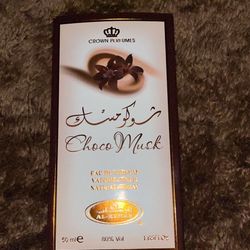 CROWN PERFUMES
شوكو مسك
Choco Musk
EAU DE PARFUM
VAPORISATEUR
NATURAL SPRAY
AL-REHAB
50 ml ℮ 80% Vol 1.65 FL.OZ